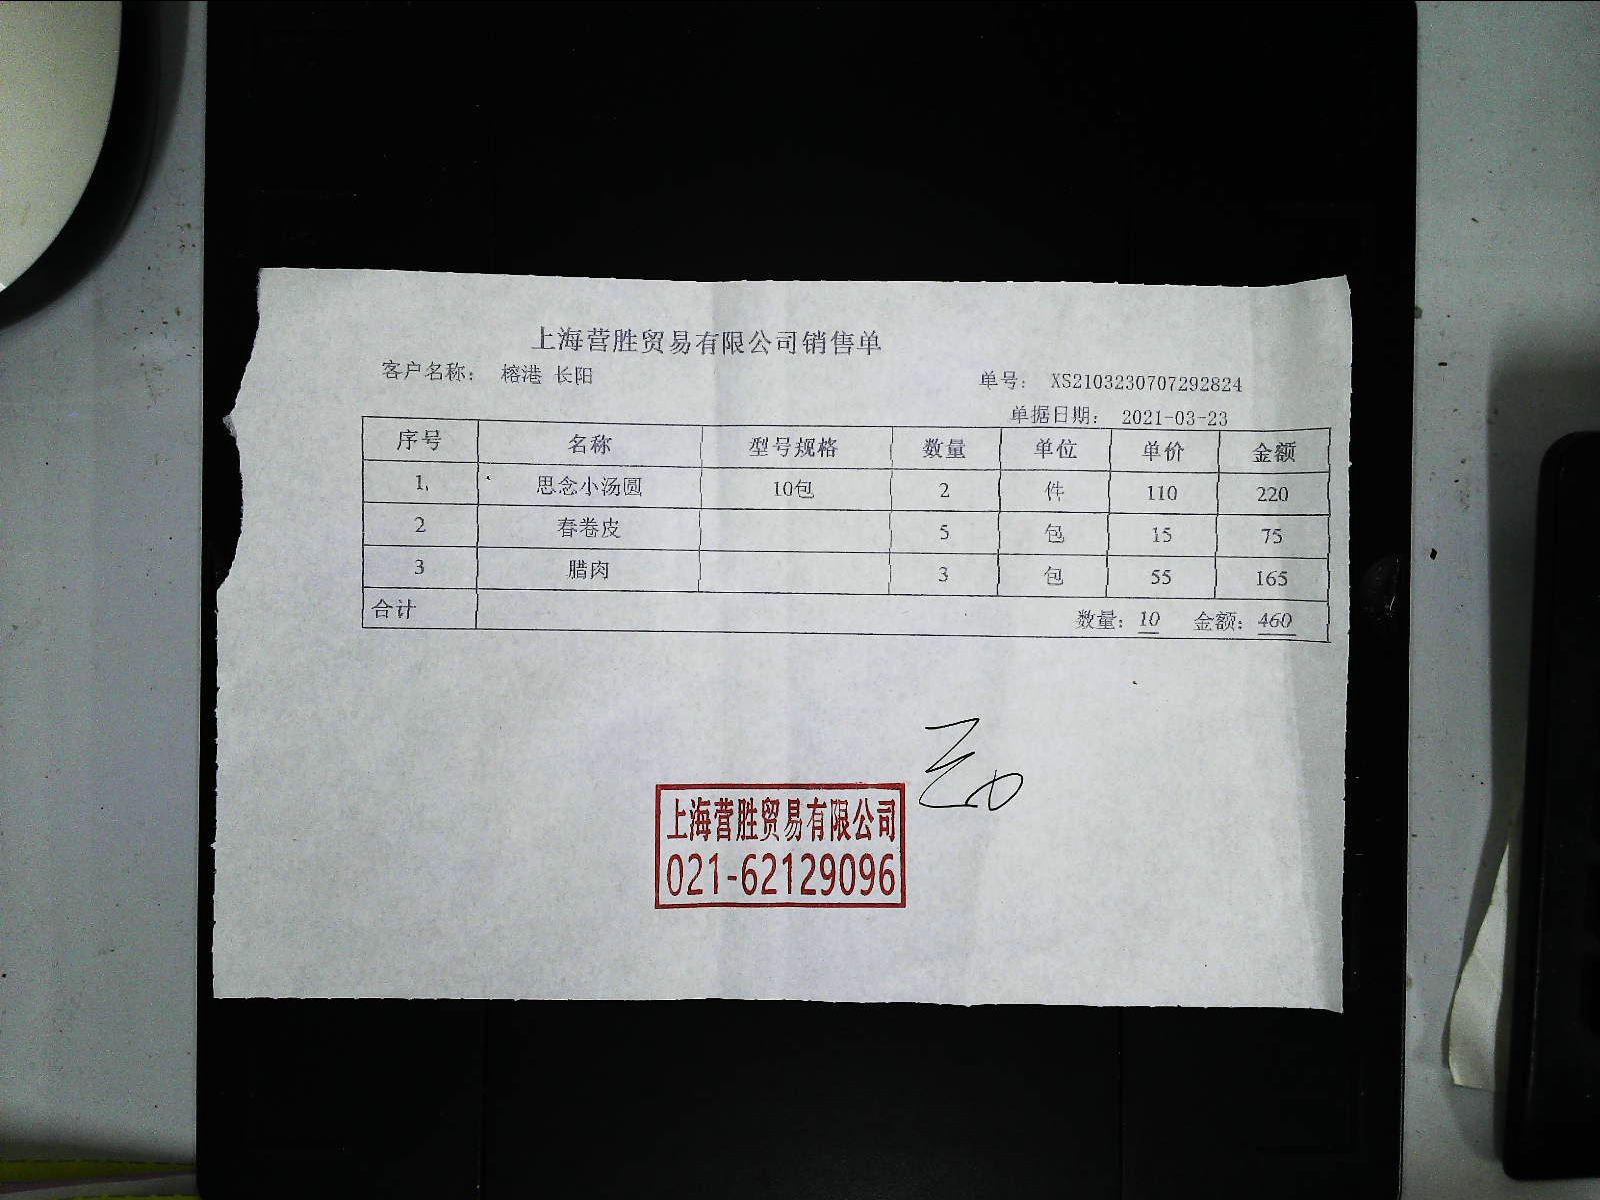 上海营胜贸易有限公司销售单
客户名称： 榕港 长阳 单号： XS2103230707292824
单据日期： 2021-03-23
序号 名称 型号规格 数量 单位 单价 金额
1 思念小汤圆 10包 2 件 110 220
2 春卷皮 5 包 15 75
3 腊肉 3 包 55 165
合计 数量：10 金额：460
上海营胜贸易有限公司
021-62129096